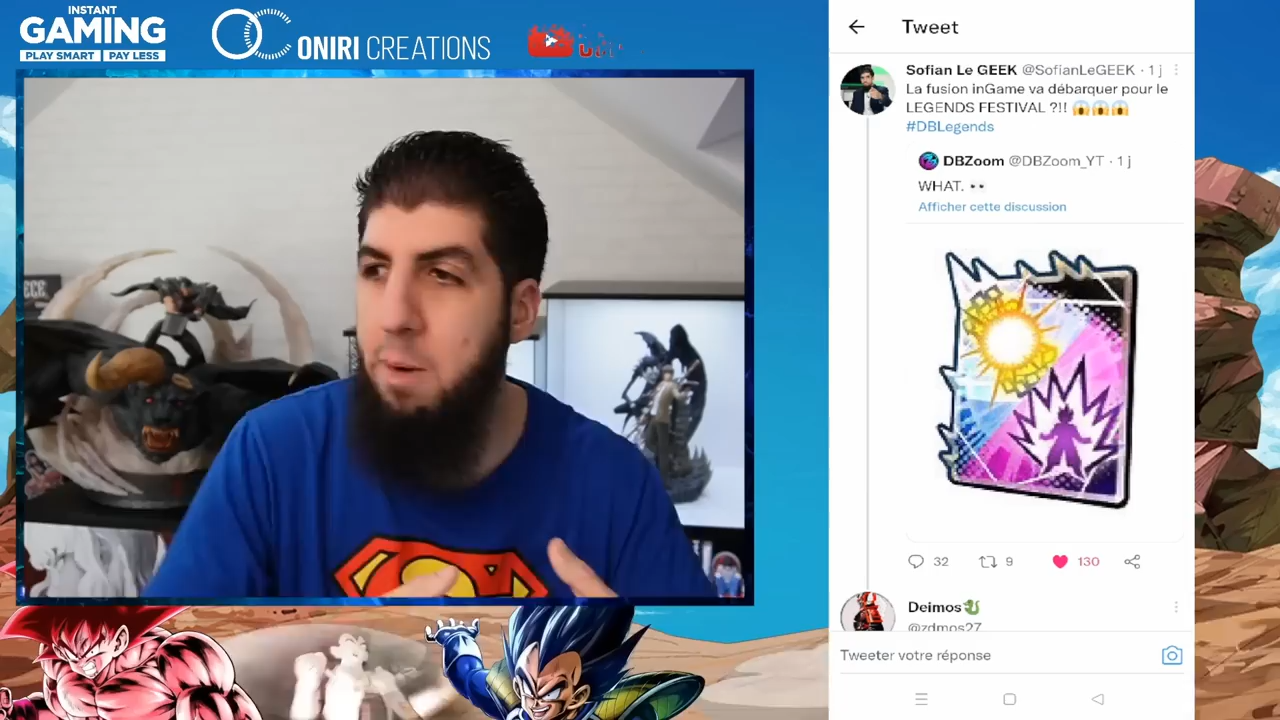 INSTANT
GAMING
PLAY SMART PAY LESS
OC ONIRI CREATIONS
Tweet
Sofian Le GEEK @SofianLeGEEK · 1 j
La fusion inGame va débarquer pour le
LEGENDS FESTIVAL ?!! 😱😱😱
#DBLegends
DBZoom @DBZoom_YT · 1 j
WHAT. 👀
Afficher cette discussion
32 9 130
Deimos🐉
@zdmos27
Tweeter votre réponse